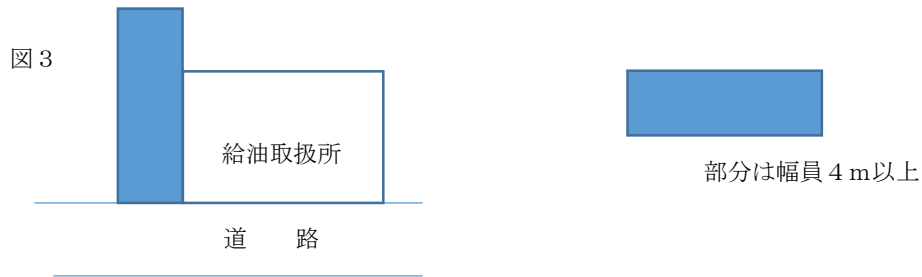 図３
給油取扱所
部分は幅員４ｍ以上
道　　路